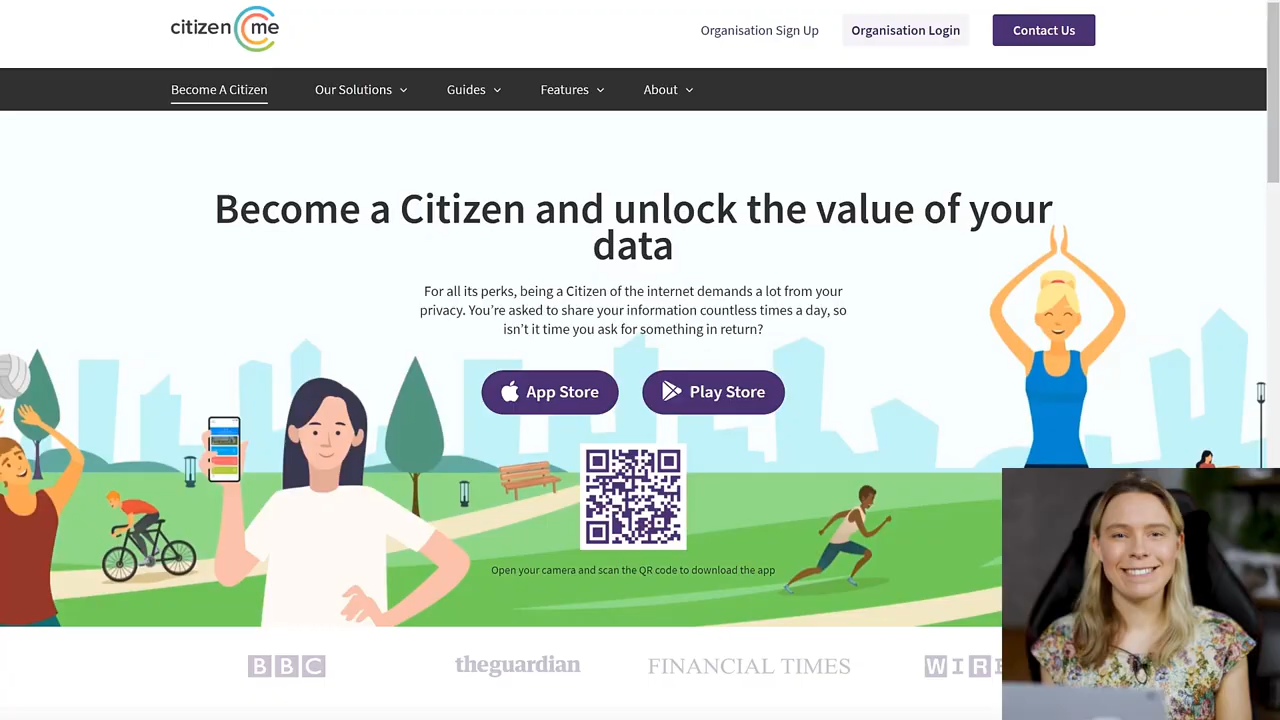 citizen me
Organisation Sign Up
Organisation Login
Contact Us
Become A Citizen
Our Solutions
Guides
Features
About
Become a Citizen and unlock the value of your
data
For all its perks, being a Citizen of the internet demands a lot from your
privacy. You’re asked to share your information countless times a day, so
isn’t it time you ask for something in return?
App Store
Play Store
Open your camera and scan the QR code to download the app
BBC
theguardian
FINANCIAL TIMES